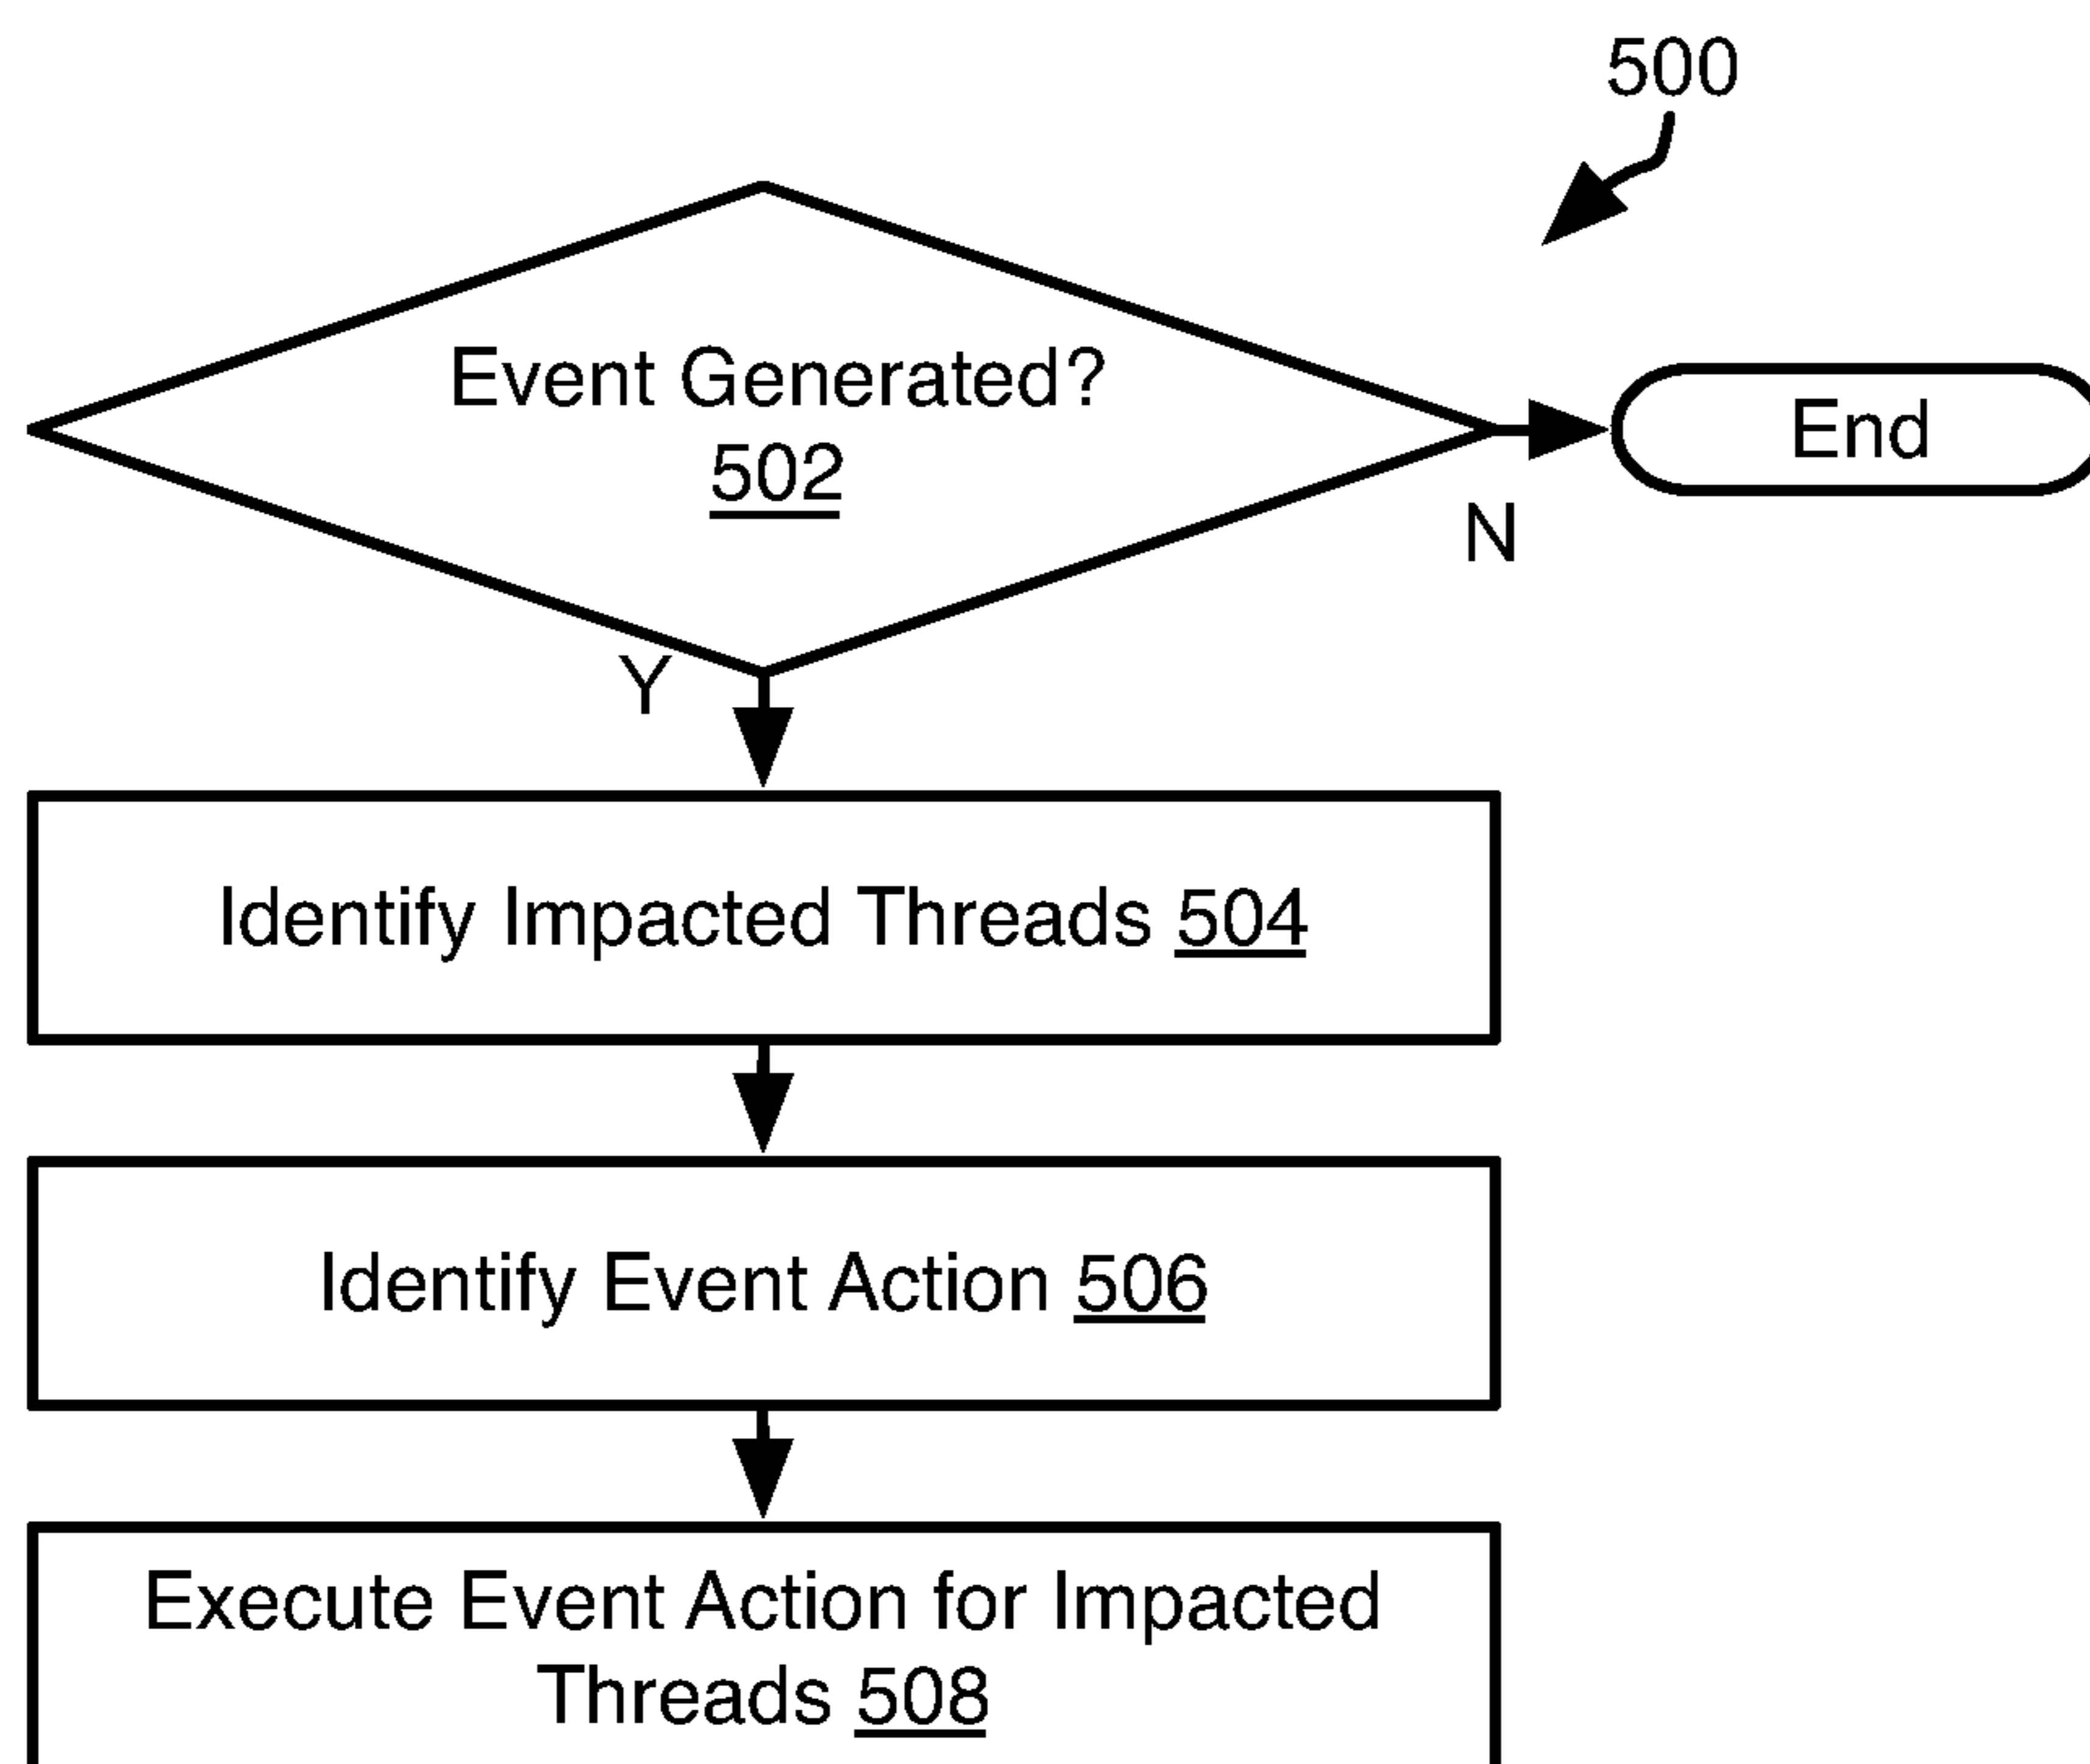 500
Event Generated?
502
End
N
Y
Identify Impacted Threads 504
Identify Event Action 506
Execute Event Action for Impacted
Threads 508